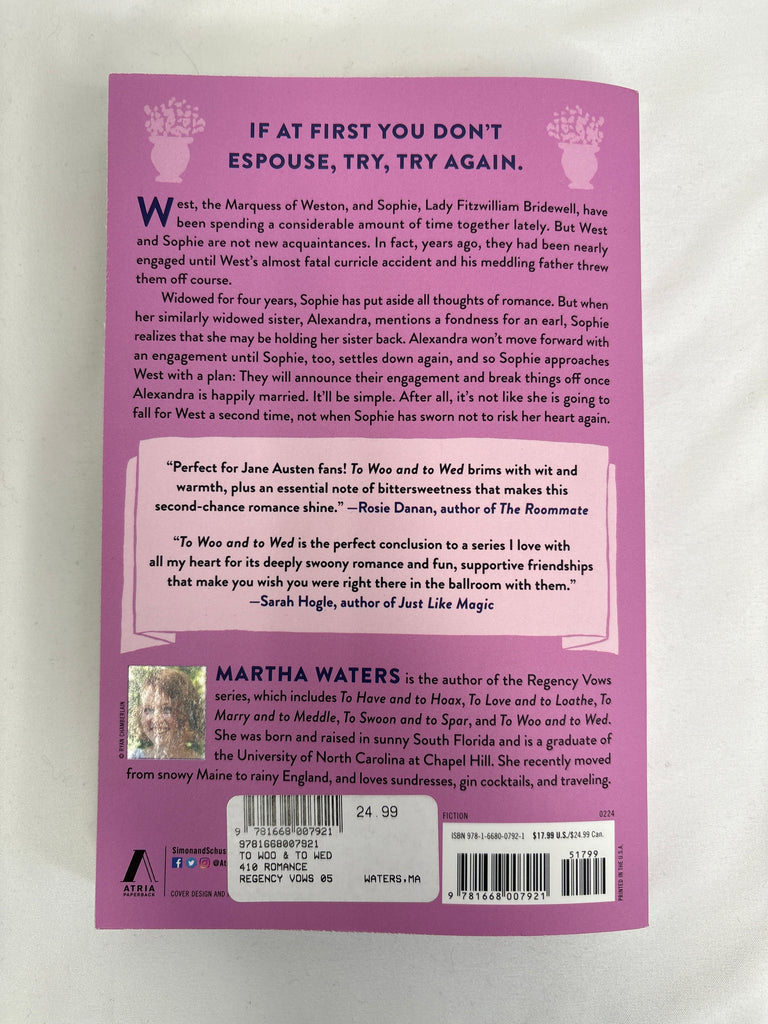 IF AT FIRST YOU DON'T
ESPOUSE, TRY, TRY AGAIN.
West, the Marquess of Weston, and Sophie, Lady Fitzwilliam Bridewell, have
been spending a considerable amount of time together lately. But West
and Sophie are not new acquaintances. In fact, years ago, they had been nearly
engaged until West's almost fatal curricle accident and his meddling father threw
them off course.
Widowed for four years, Sophie has put aside all thoughts of romance. But when
her similarly widowed sister, Alexandra, mentions a fondness for an earl, Sophie
realizes that she may be holding her sister back. Alexandra won't move forward with
an engagement until Sophie, too, settles down again, and so Sophie approaches
West with a plan: They will announce their engagement and break things off once
Alexandra is happily married. It'll be simple. After all, it's not like she is going to
fall for West a second time, not when Sophie has sworn not to risk her heart again.
"Perfect for Jane Austen fans! To Woo and to Wed brims with wit and
warmth, plus an essential note of bittersweetness that makes this
second-chance romance shine." —Rosie Danan, author of The Roommate
"To Woo and to Wed is the perfect conclusion to a series I love with
all my heart for its deeply swoony romance and fun, supportive friendships
that make you wish you were right there in the ballroom with them."
—Sarah Hogle, author of Just Like Magic
MARTHA WATERS is the author of the Regency Vows
series, which includes To Have and to Hoax, To Love and to Loathe, To
Marry and to Meddle, To Swoon and to Spar, and To Woo and to Wed.
She was born and raised in sunny South Florida and is a graduate of
the University of North Carolina at Chapel Hill. She recently moved
from snowy Maine to rainy England, and loves sundresses, gin cocktails, and traveling.
© RYAN CHAMBERLAIN
ATRIA
PAPERBACK
SimonandSchus
@At
COVER DESIGN AND
24.99
9 781668 007921
9781668007921
TO WOO & TO WED
410 ROMANCE
REGENCY VOWS 05 WATERS,MA
FICTION 0224
ISBN 978-1-6680-0792-1 $17.99 U.S./$24.99 Can.
51799
9 781668 007921
PRINTED IN THE U.S.A.